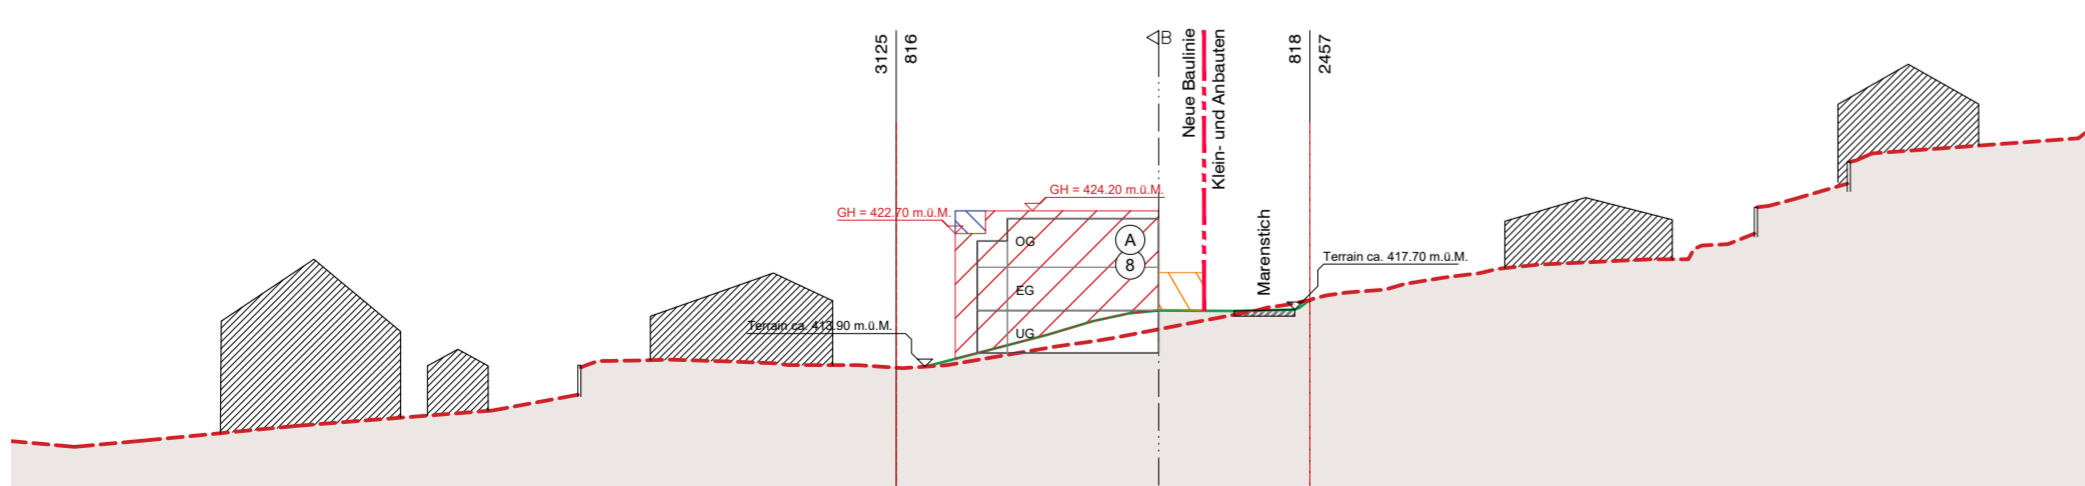 3125
816
B
Neue Baulinie
Klein- und Anbauten
818
2457
GH = 424.20 m.ü.M.
GH = 422.70 m.ü.M.
OG
A
8
EG
UG
Marenstich
Terrain ca. 417.70 m.ü.M.
Terrain ca. 413.90 m.ü.M.